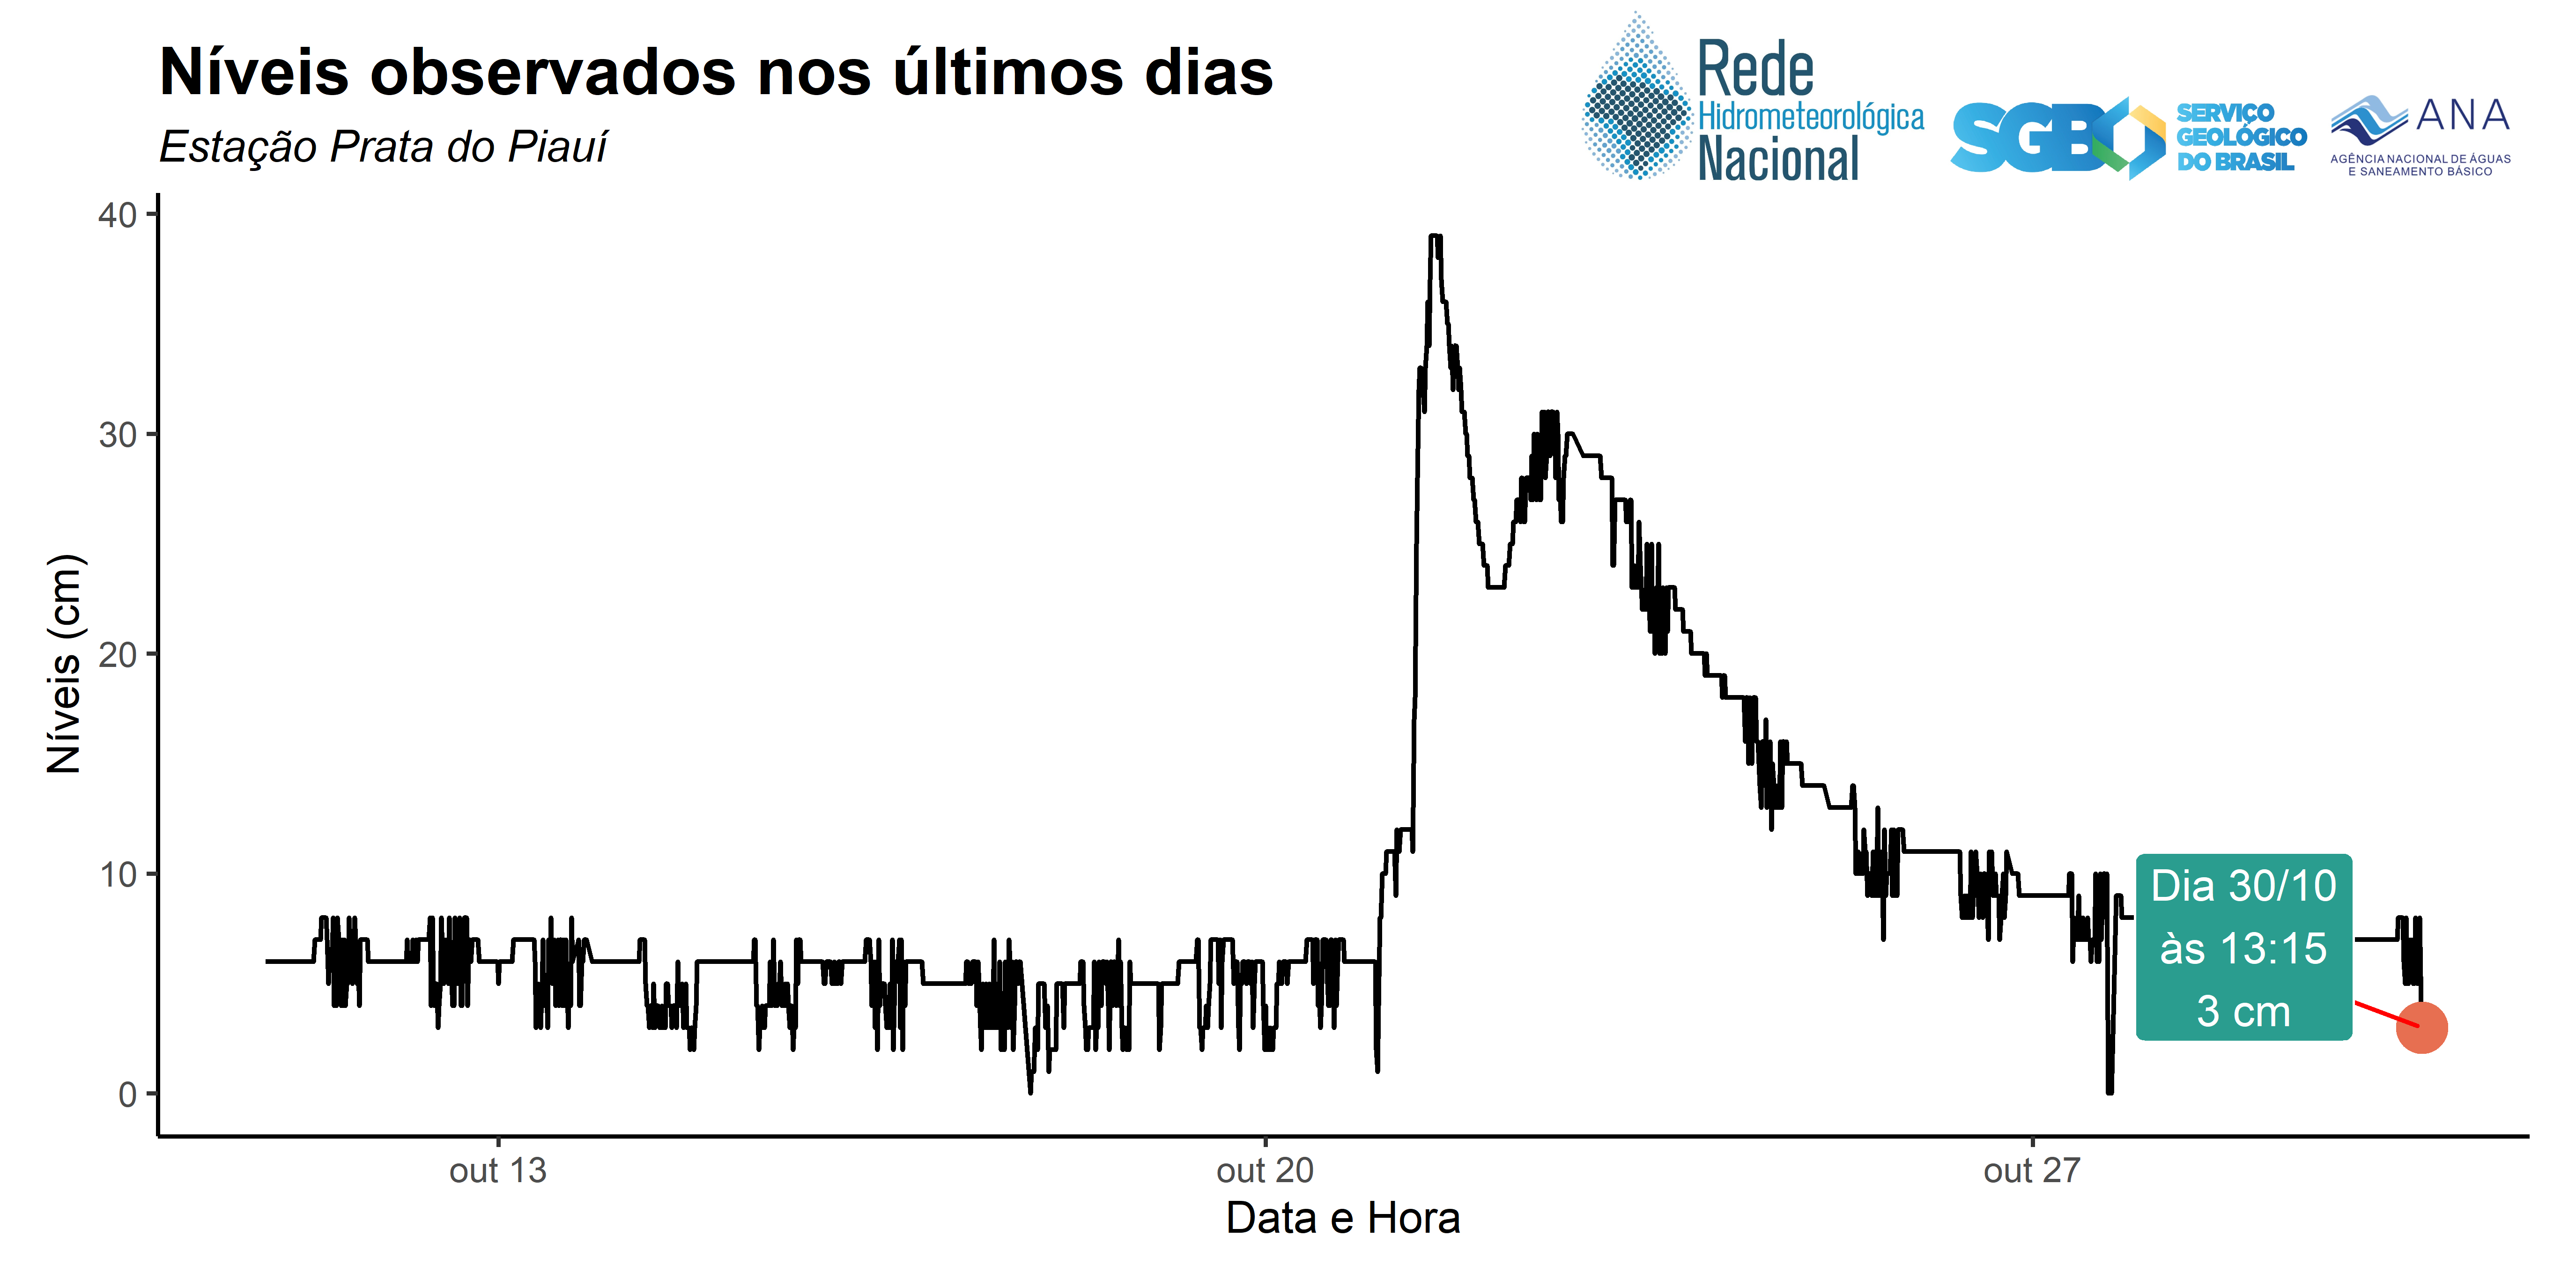 Níveis observados nos últimos dias
Estação Prata do Piauí
Rede
Hidrometeorológica
Nacional
SGB
SERVIÇO
GEOLÓGICO
DO BRASIL
ANA
AGÊNCIA NACIONAL DE ÁGUAS
E SANEAMENTO BÁSICO
Níveis (cm)
40
30
20
10
0
Dia 30/10
às 13:15
3 cm
out 13
out 20
out 27
Data e Hora